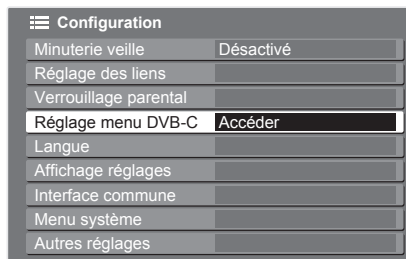 Configuration
Minuterie veille Désactivé
Réglage des liens
Verrouillage parental
Réglage menu DVB-C Accéder
Langue
Affichage réglages
Interface commune
Menu système
Autres réglages